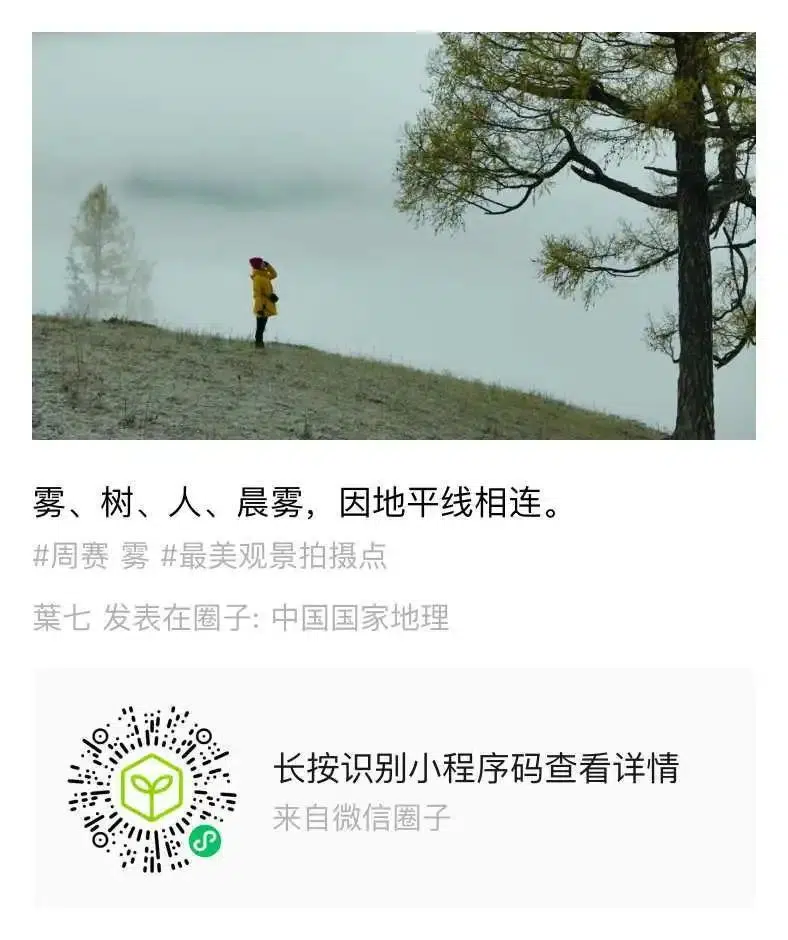 雾、树、人、晨雾，因地平线相连。
#周赛 雾 #最美观景拍摄点
葉七 发表在圈子: 中国国家地理
长按识别小程序码查看详情
来自微信圈子